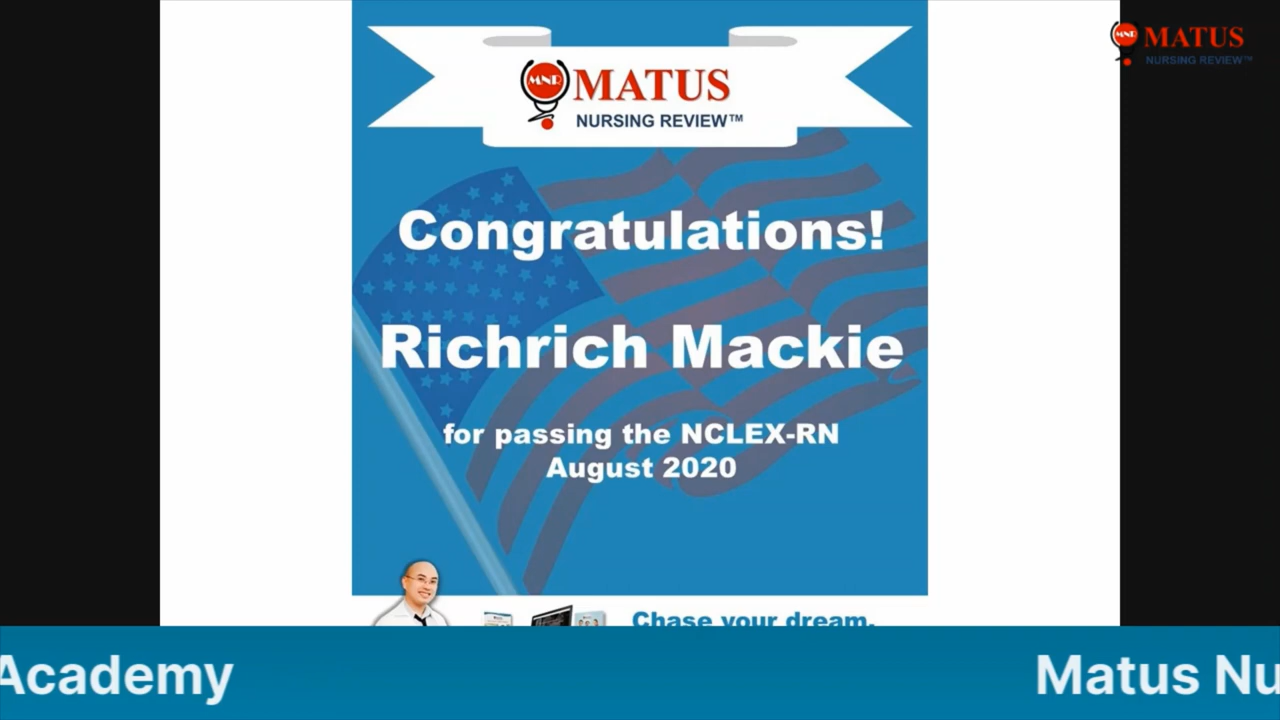 MNR MATUS
NURSING REVIEW™
MNR MATUS
NURSING REVIEW™
Congratulations!
Richrich Mackie
for passing the NCLEX-RN
August 2020
Chase your dream.
Academy
Matus Nu